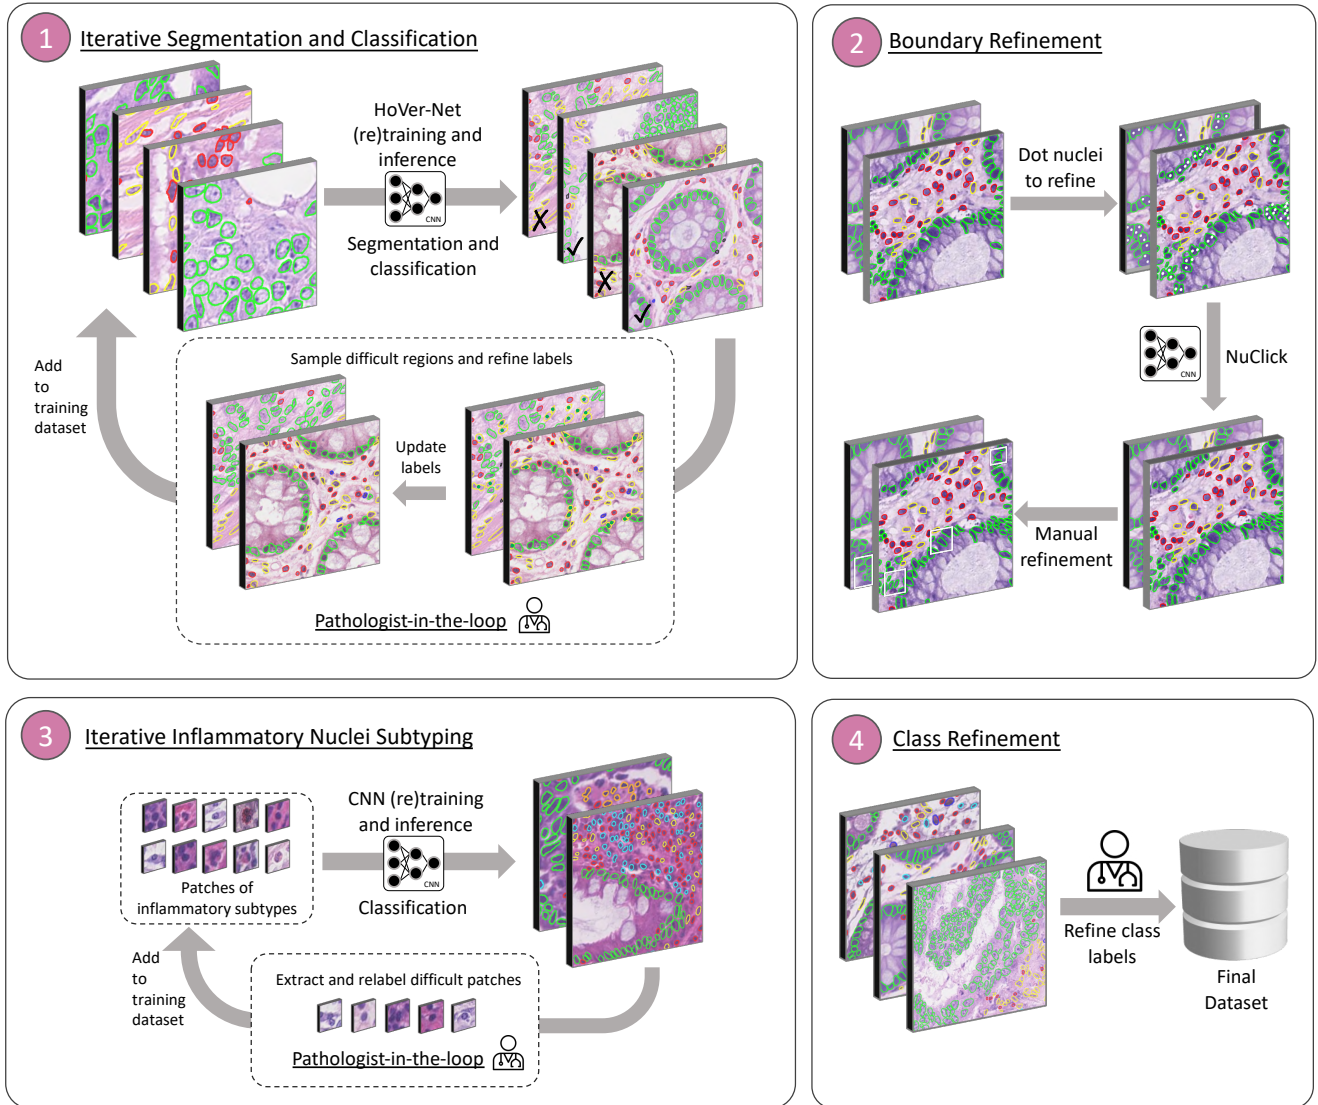 1
Iterative Segmentation and Classification
HoVer-Net
(re)training and
inference
CNN
Segmentation and
classification
✗
✓
✗
✓
Add
to
training
dataset
Sample difficult regions and refine labels
Update
labels
Pathologist-in-the-loop
2
Boundary Refinement
Dot nuclei
to refine
CNN
NuClick
Manual
refinement
3
Iterative Inflammatory Nuclei Subtyping
Patches of
inflammatory subtypes
CNN (re)training
and inference
CNN
Classification
Add
to
training
dataset
Extract and relabel difficult patches
Pathologist-in-the-loop
4
Class Refinement
Refine class
labels
Final
Dataset